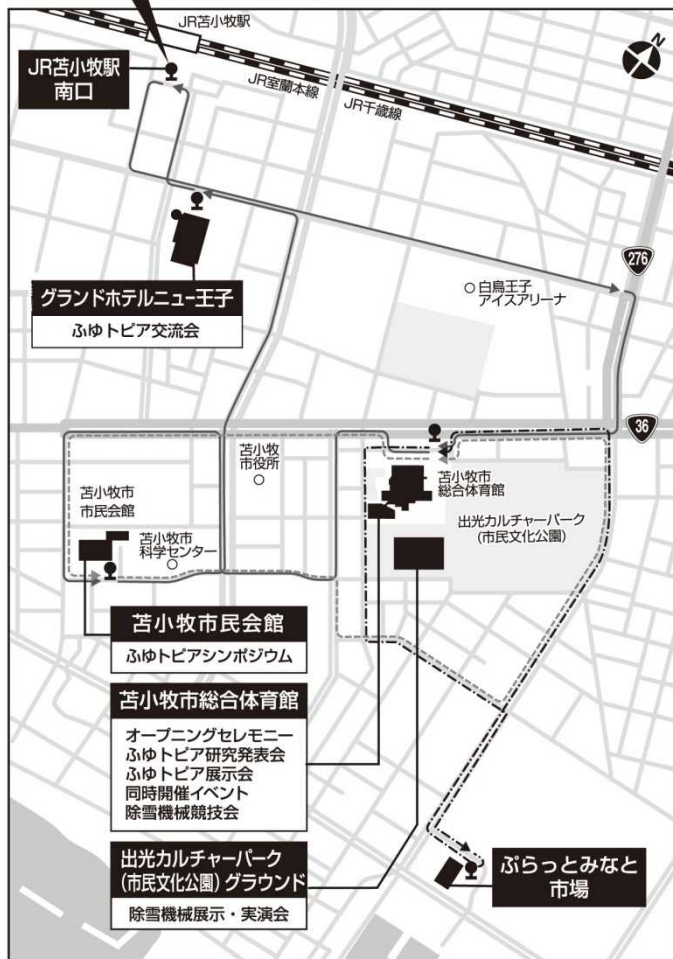 JR苫小牧駅
N
JR苫小牧駅
南口
JR室蘭本線
JR千歳線
276
白鳥王子
アイスアリーナ
グランドホテルニュー王子
ふゆトピア交流会
36
苫小牧
市役所
苫小牧市
総合体育館
苫小牧市
市民会館
出光カルチャーパーク
(市民文化公園)
苫小牧市
科学センター
苫小牧市民会館
ふゆトピアシンポジウム
苫小牧市総合体育館
オープニングセレモニー
ふゆトピア研究発表会
ふゆトピア展示会
同時開催イベント
除雪機械競技会
出光カルチャーパーク
(市民文化公園) グラウンド
除雪機械展示・実演会
ぷらっとみなと
市場